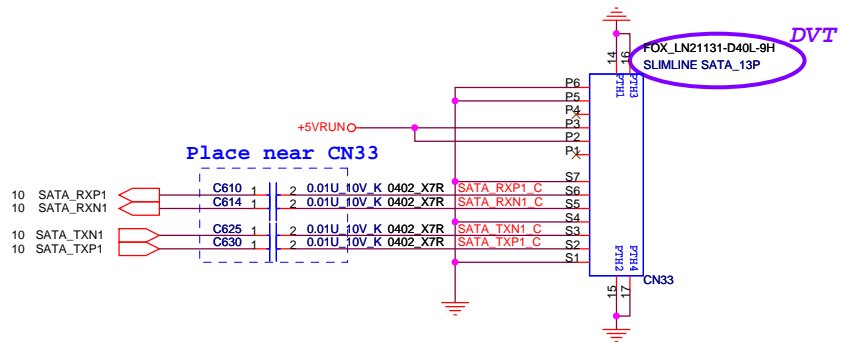 DVT
FOX_LN21131-D40L-9H
SLIMLINE SATA_13P
14
16
PTH1
PTH3
P6
P5
P4
P3
+5VRUN
P2
P1
Place near CN33
S7
C610 1 2 0.01U_10V_K 0402_X7R SATA_RXP1_C S6
10 SATA_RXP1
C614 1 2 0.01U_10V_K 0402_X7R SATA_RXN1_C S5
10 SATA_RXN1
S4
C625 1 2 0.01U_10V_K 0402_X7R SATA_TXN1_C S3
10 SATA_TXN1
C630 1 2 0.01U_10V_K 0402_X7R SATA_TXP1_C S2
10 SATA_TXP1
S1
PTH2
PTH4
CN33
15
17